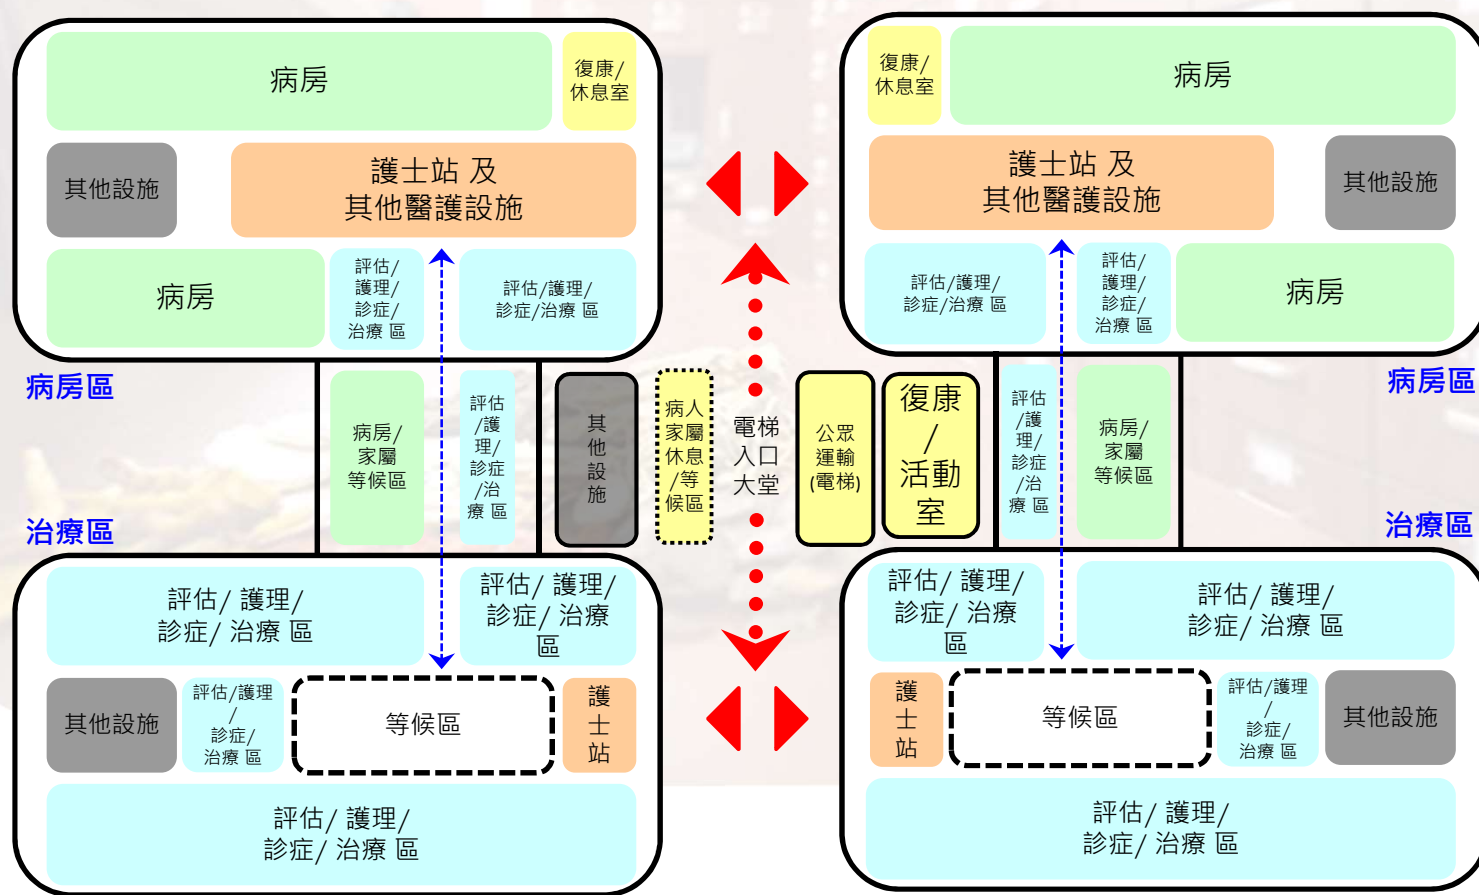 病房
復康/
休息室
其他設施
護士站 及
其他醫護設施
病房
評估/
護理/
診症/
治療 區
評估/護理/
診症/治療 區
復康/
休息室
病房
護士站 及
其他醫護設施
其他設施
評估/護理/
診症/治療 區
評估/
護理/
診症/
治療 區
病房
病房區
病房/
家屬
等候區
評估
/護
理/
診症
/治
療 區
其
他
設
施
病人
家屬
休息
/等
候區
電梯
入口
大堂
公眾
運輸
(電梯)
復康
/
活動
室
評估
/護
理/
診症
/治
療 區
病房/
家屬
等候區
病房區
治療區
治療區
評估/ 護理/
診症/ 治療 區
評估/ 護理/
診症/ 治療
區
其他設施
評估/護理
/
診症/
治療 區
等候區
護
士
站
評估/ 護理/
診症/ 治療 區
評估/ 護理/
診症/ 治療
區
評估/ 護理/
診症/ 治療 區
護
士
站
等候區
評估/護理
/
診症/
治療 區
其他設施
評估/ 護理/
診症/ 治療 區